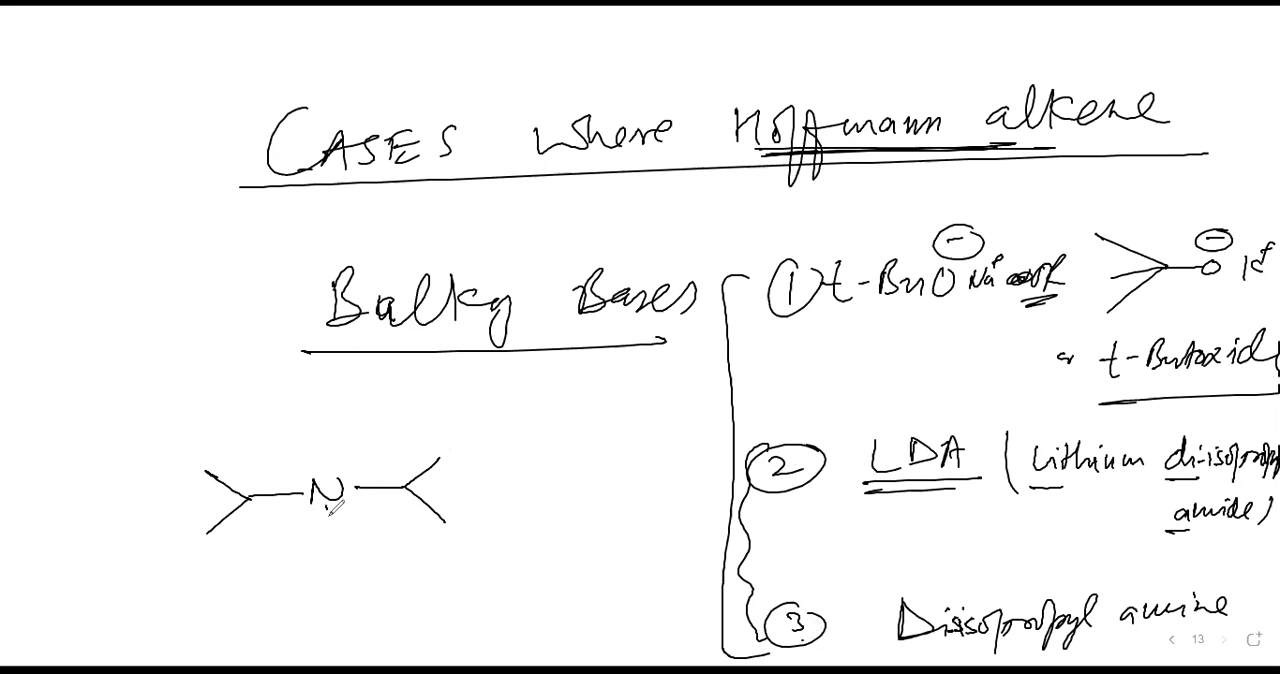 CASES where Hoffmann alkene
Bulky Bases
① t-BuO⁻ Na⁺
O⁻ K⁺
or t-Butoxide
② LDA (Lithium di-isopropyl
amide)
N
③ Diisopropyl amine
< 13 >